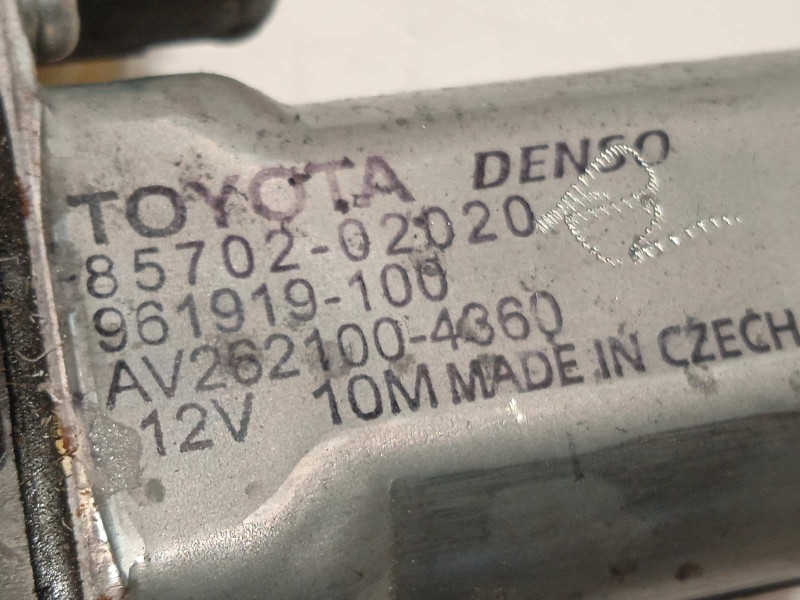 TOYOTA DENSO
85702-02020
961919-100
AV262100-4360
12V 10M MADE IN CZECH